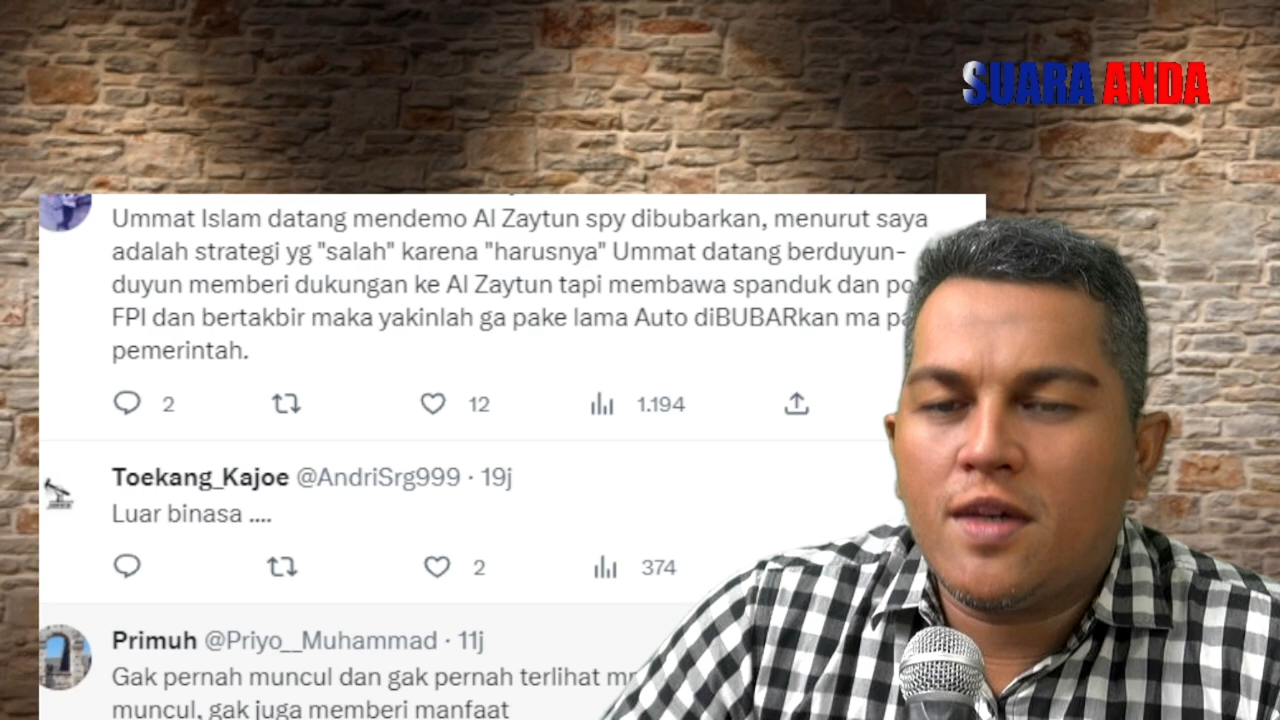 SUARA ANDA
Ummat Islam datang mendemo Al Zaytun spy dibubarkan, menurut saya
adalah strategi yg "salah" karena "harusnya" Ummat datang berduyun-
duyun memberi dukungan ke Al Zaytun tapi membawa spanduk dan
FPI dan bertakbir maka yakinlah ga pake lama Auto diBUBARkan ma
pemerintah.
2 12 1.194
Toekang_Kajoe @AndriSrg999 · 19j
Luar binasa ....
2 374
Primuh @Priyo__Muhammad · 11j
Gak pernah muncul dan gak pernah terlihat
muncul, gak juga memberi manfaat